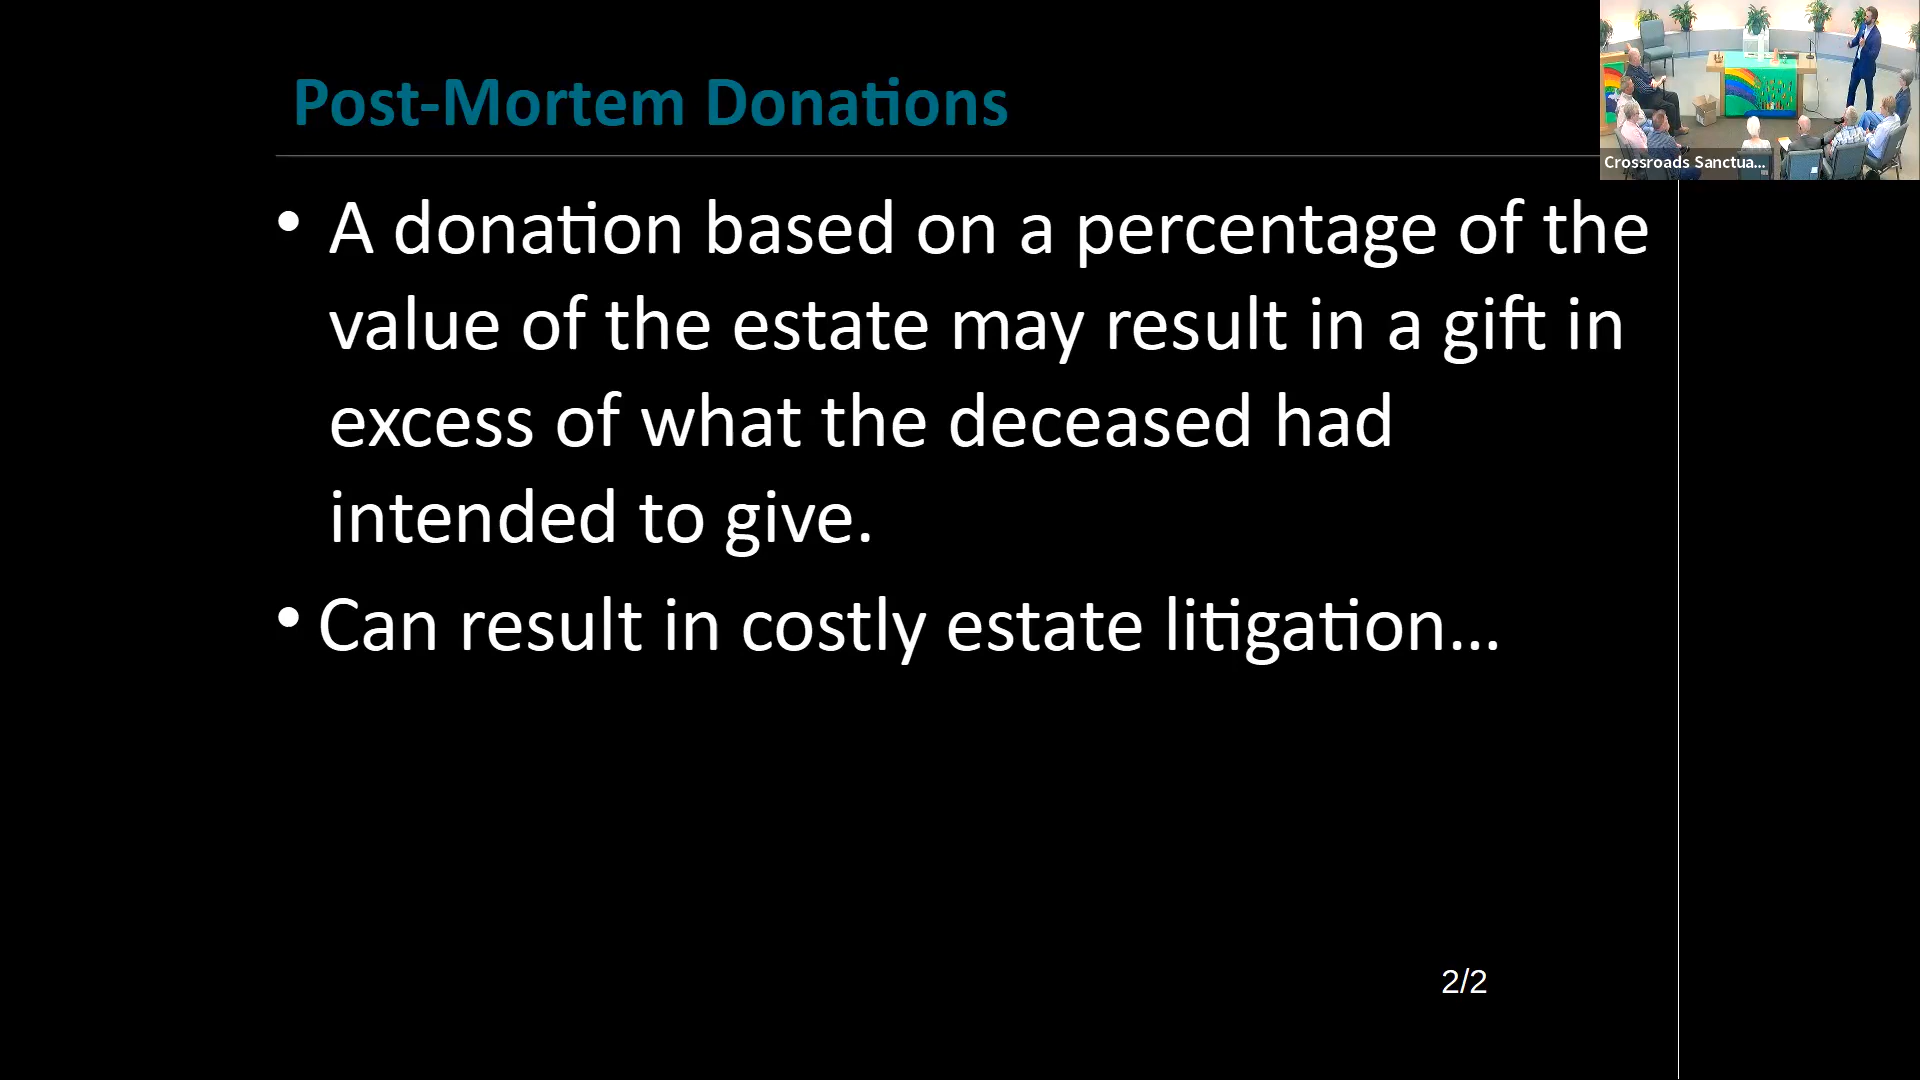 Post-Mortem Donations
• A donation based on a percentage of the
value of the estate may result in a gift in
excess of what the deceased had
intended to give.
• Can result in costly estate litigation...
2/2
Crossroads Sanctua...